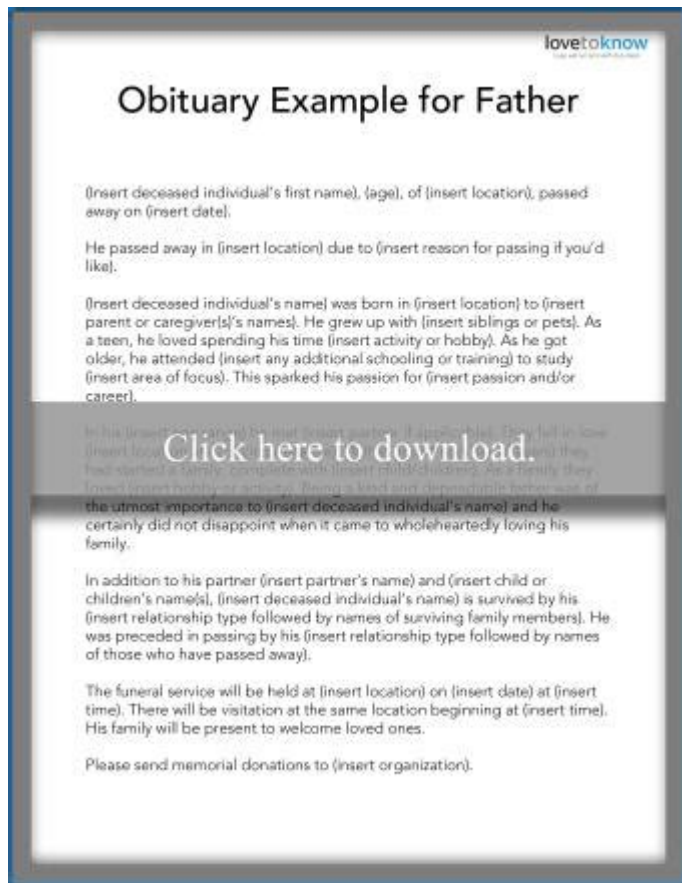 lovetoknow
Obituary Example for Father
(Insert deceased individual's first name), (age), of (insert location), passed
away on (insert date).
He passed away in (insert location) due to (insert reason for passing if you'd
like).
(Insert deceased individual's name) was born in (insert location) to (insert
parent or caregiver(s)'s names). He grew up with (insert siblings or pets). As
a teen, he loved spending his time (insert activity or hobby). As he got
older, he attended (insert any additional schooling or training) to study
(insert area of focus). This sparked his passion for (insert passion and/or
career).
Click here to download.
the utmost importance to (insert deceased individual's name) and he
certainly did not disappoint when it came to wholeheartedly loving his
family.
In addition to his partner (insert partner's name) and (insert child or
children's name(s), (insert deceased individual's name) is survived by his
(insert relationship type followed by names of surviving family members). He
was preceded in passing by his (insert relationship type followed by names
of those who have passed away).
The funeral service will be held at (insert location) on (insert date) at (insert
time). There will be visitation at the same location beginning at (insert time).
His family will be present to welcome loved ones.
Please send memorial donations to (insert organization).